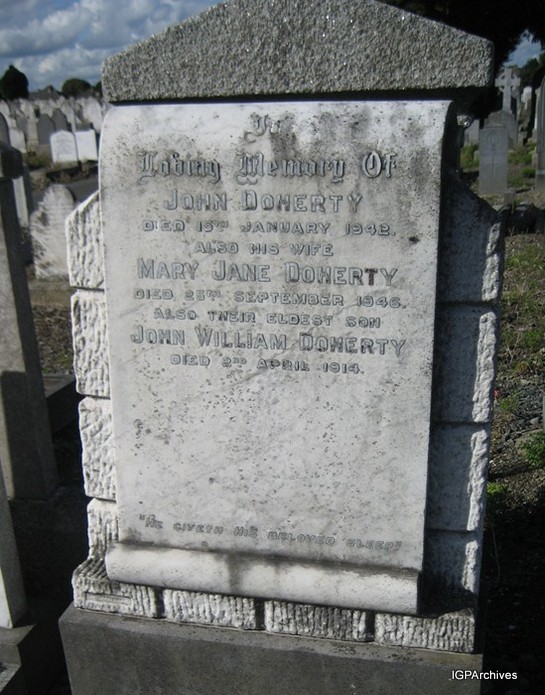 In
Loving Memory Of
JOHN DOHERTY
DIED 15TH JANUARY 1942.
ALSO HIS WIFE
MARY JANE DOHERTY
DIED 25TH SEPTEMBER 1946.
ALSO THEIR ELDEST SON
JOHN WILLIAM DOHERTY
DIED 2ND APRIL 1914.
"HE GIVETH HIS BELOVED SLEEP"
IGPArchives